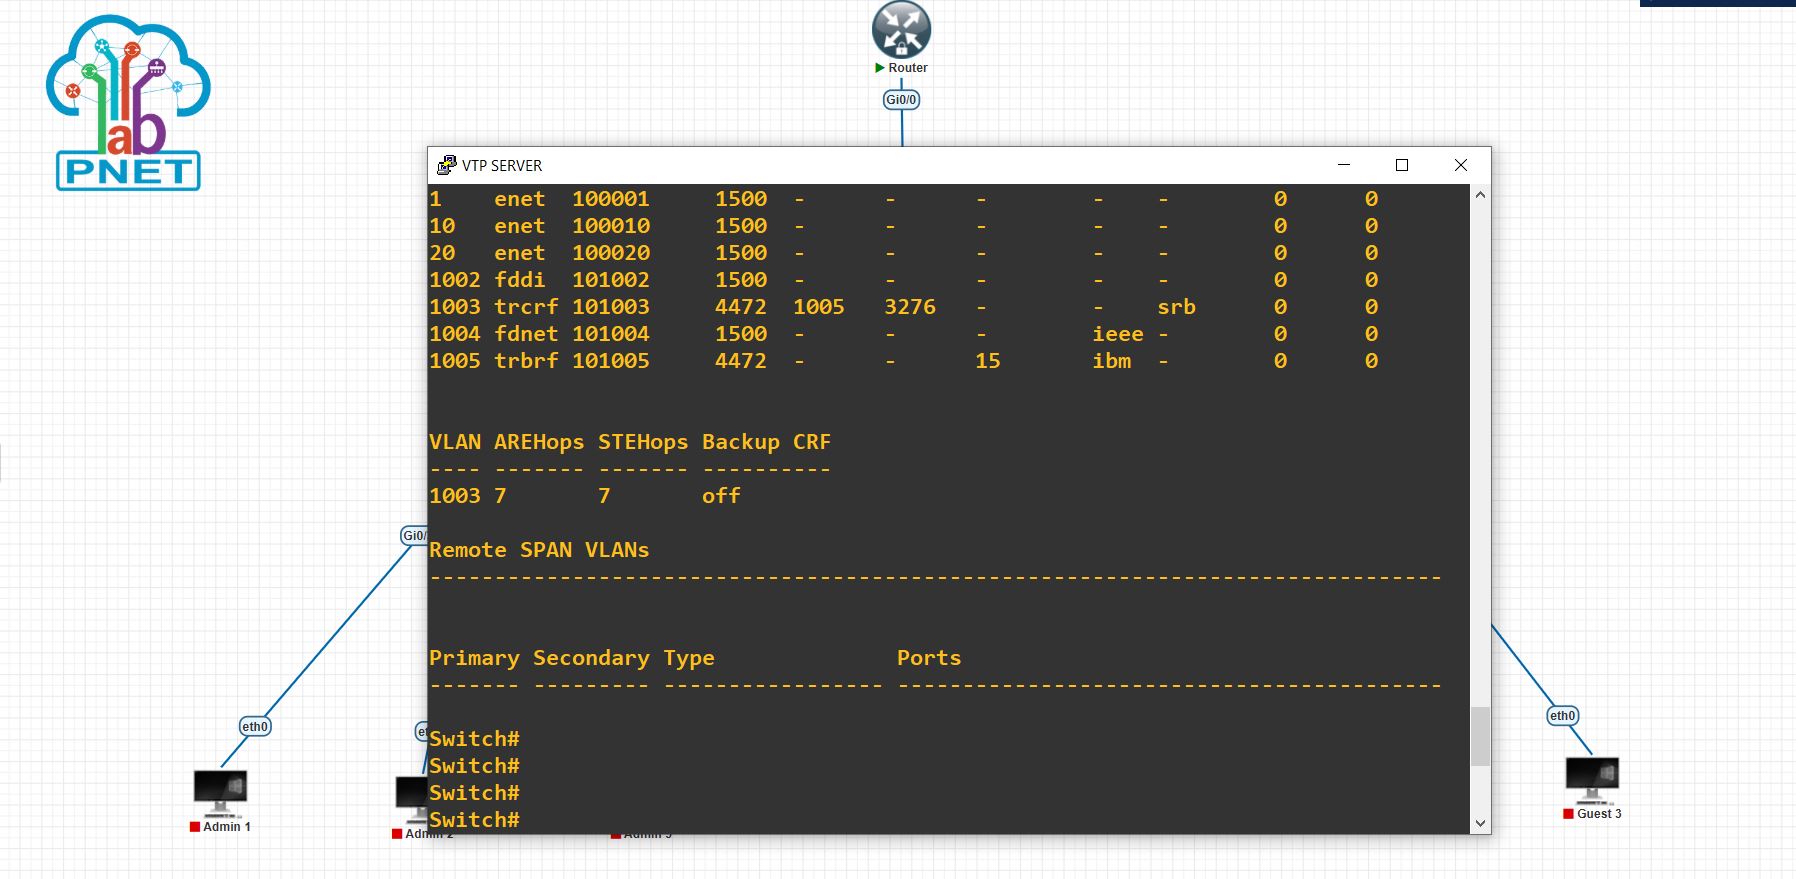 lab
PNET
Router
Gi0/0
VTP SERVER
1    enet  100001     1500  -      -      -        -    -        0      0
10   enet  100010     1500  -      -      -        -    -        0      0
20   enet  100020     1500  -      -      -        -    -        0      0
1002 fddi  101002     1500  -      -      -        -    -        0      0
1003 trcrf 101003     4472  1005   3276   -        -    srb      0      0
1004 fdnet 101004     1500  -      -      -        ieee -        0      0
1005 trbrf 101005     4472  -      -      15       ibm  -        0      0
VLAN AREHops STEHops Backup CRF
---- ------- ------- ----------
1003 7       7       off
Remote SPAN VLANs
------------------------------------------------------------------------------
Primary Secondary Type              Ports
------- --------- ----------------- ------------------------------------------
Switch#
Switch#
Switch#
Switch#
Gi0/
eth0
eth0
Admin 1
Admin 2
Admin 3
Guest 3